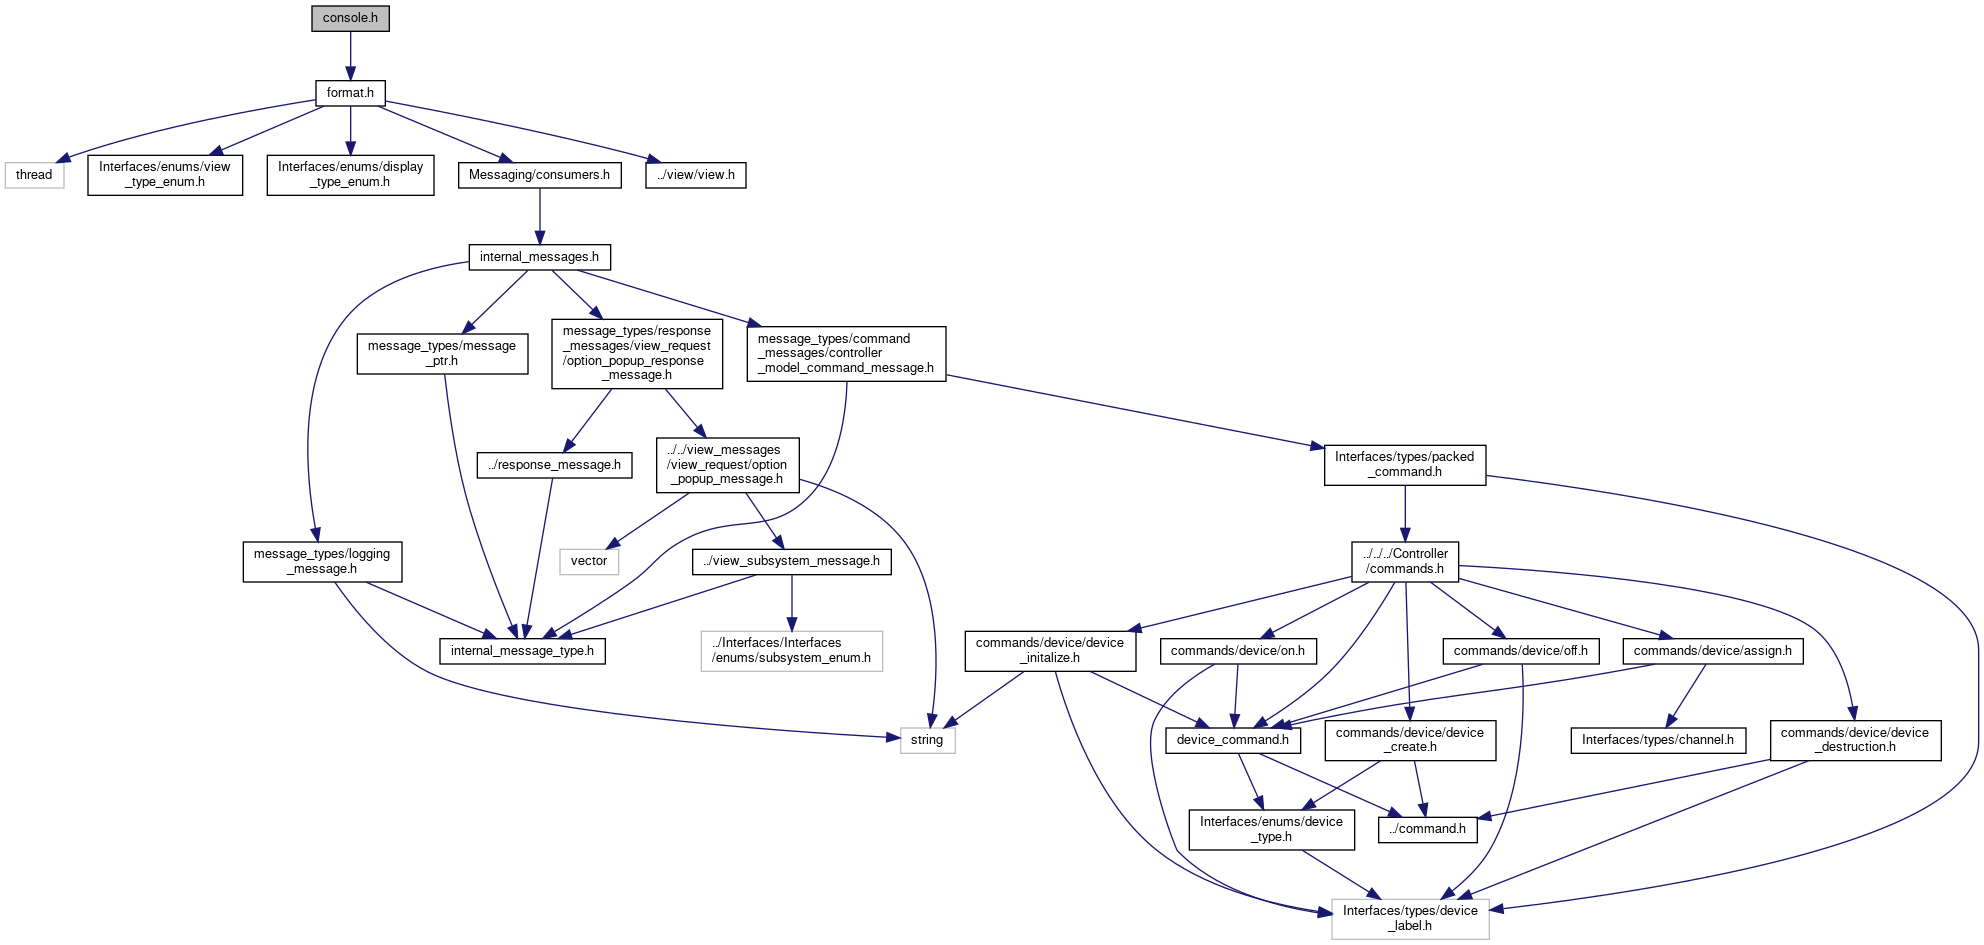 console.h
format.h
thread
Interfaces/enums/view
_type_enum.h
Interfaces/enums/display
_type_enum.h
Messaging/consumers.h
../view/view.h
internal_messages.h
message_types/message
_ptr.h
message_types/response
_messages/view_request
/option_popup_response
_message.h
message_types/command
_messages/controller
_model_command_message.h
../response_message.h
../../view_messages
/view_request/option
_popup_message.h
Interfaces/types/packed
_command.h
message_types/logging
_message.h
vector
../view_subsystem_message.h
../../../Controller
/commands.h
internal_message_type.h
../Interfaces/Interfaces
/enums/subsystem_enum.h
commands/device/device
_initalize.h
commands/device/on.h
commands/device/off.h
commands/device/assign.h
string
device_command.h
commands/device/device
_create.h
Interfaces/types/channel.h
commands/device/device
_destruction.h
Interfaces/enums/device
_type.h
../command.h
Interfaces/types/device
_label.h